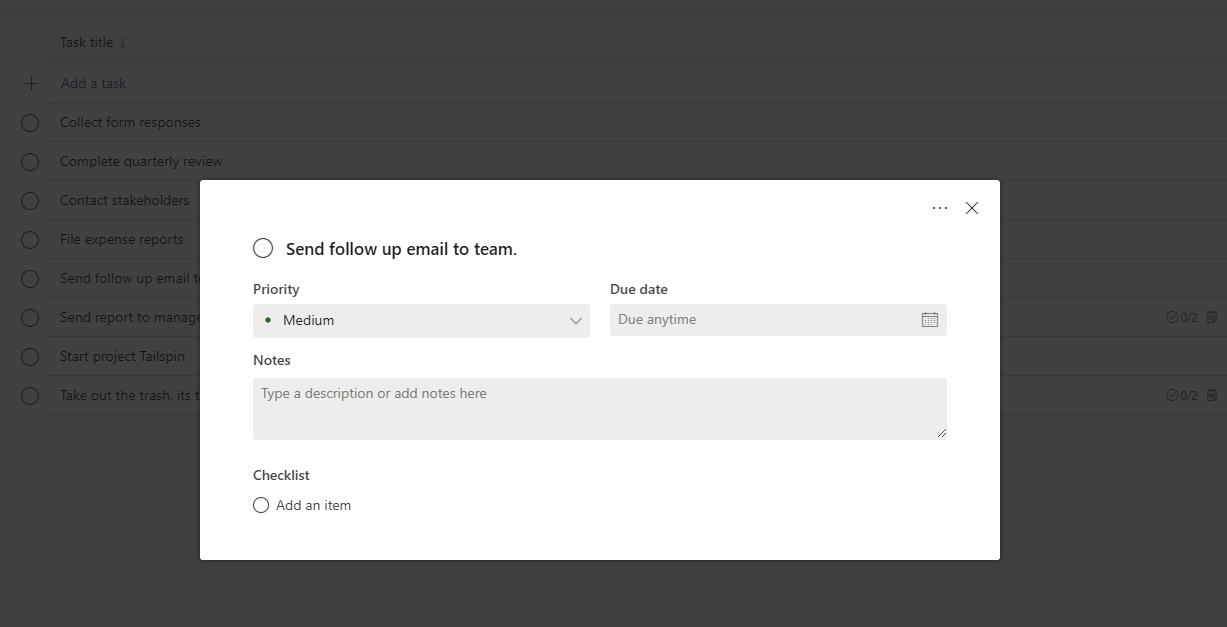 Task title ↓
Add a task
Collect form responses
Complete quarterly review
Contact stakeholders
File expense reports
Send follow up email t
Send report to manage
0/2
Start project Tailspin
Take out the trash, its t
0/2
Send follow up email to team.
Priority
Due date
Medium
Due anytime
Notes
Type a description or add notes here
Checklist
Add an item